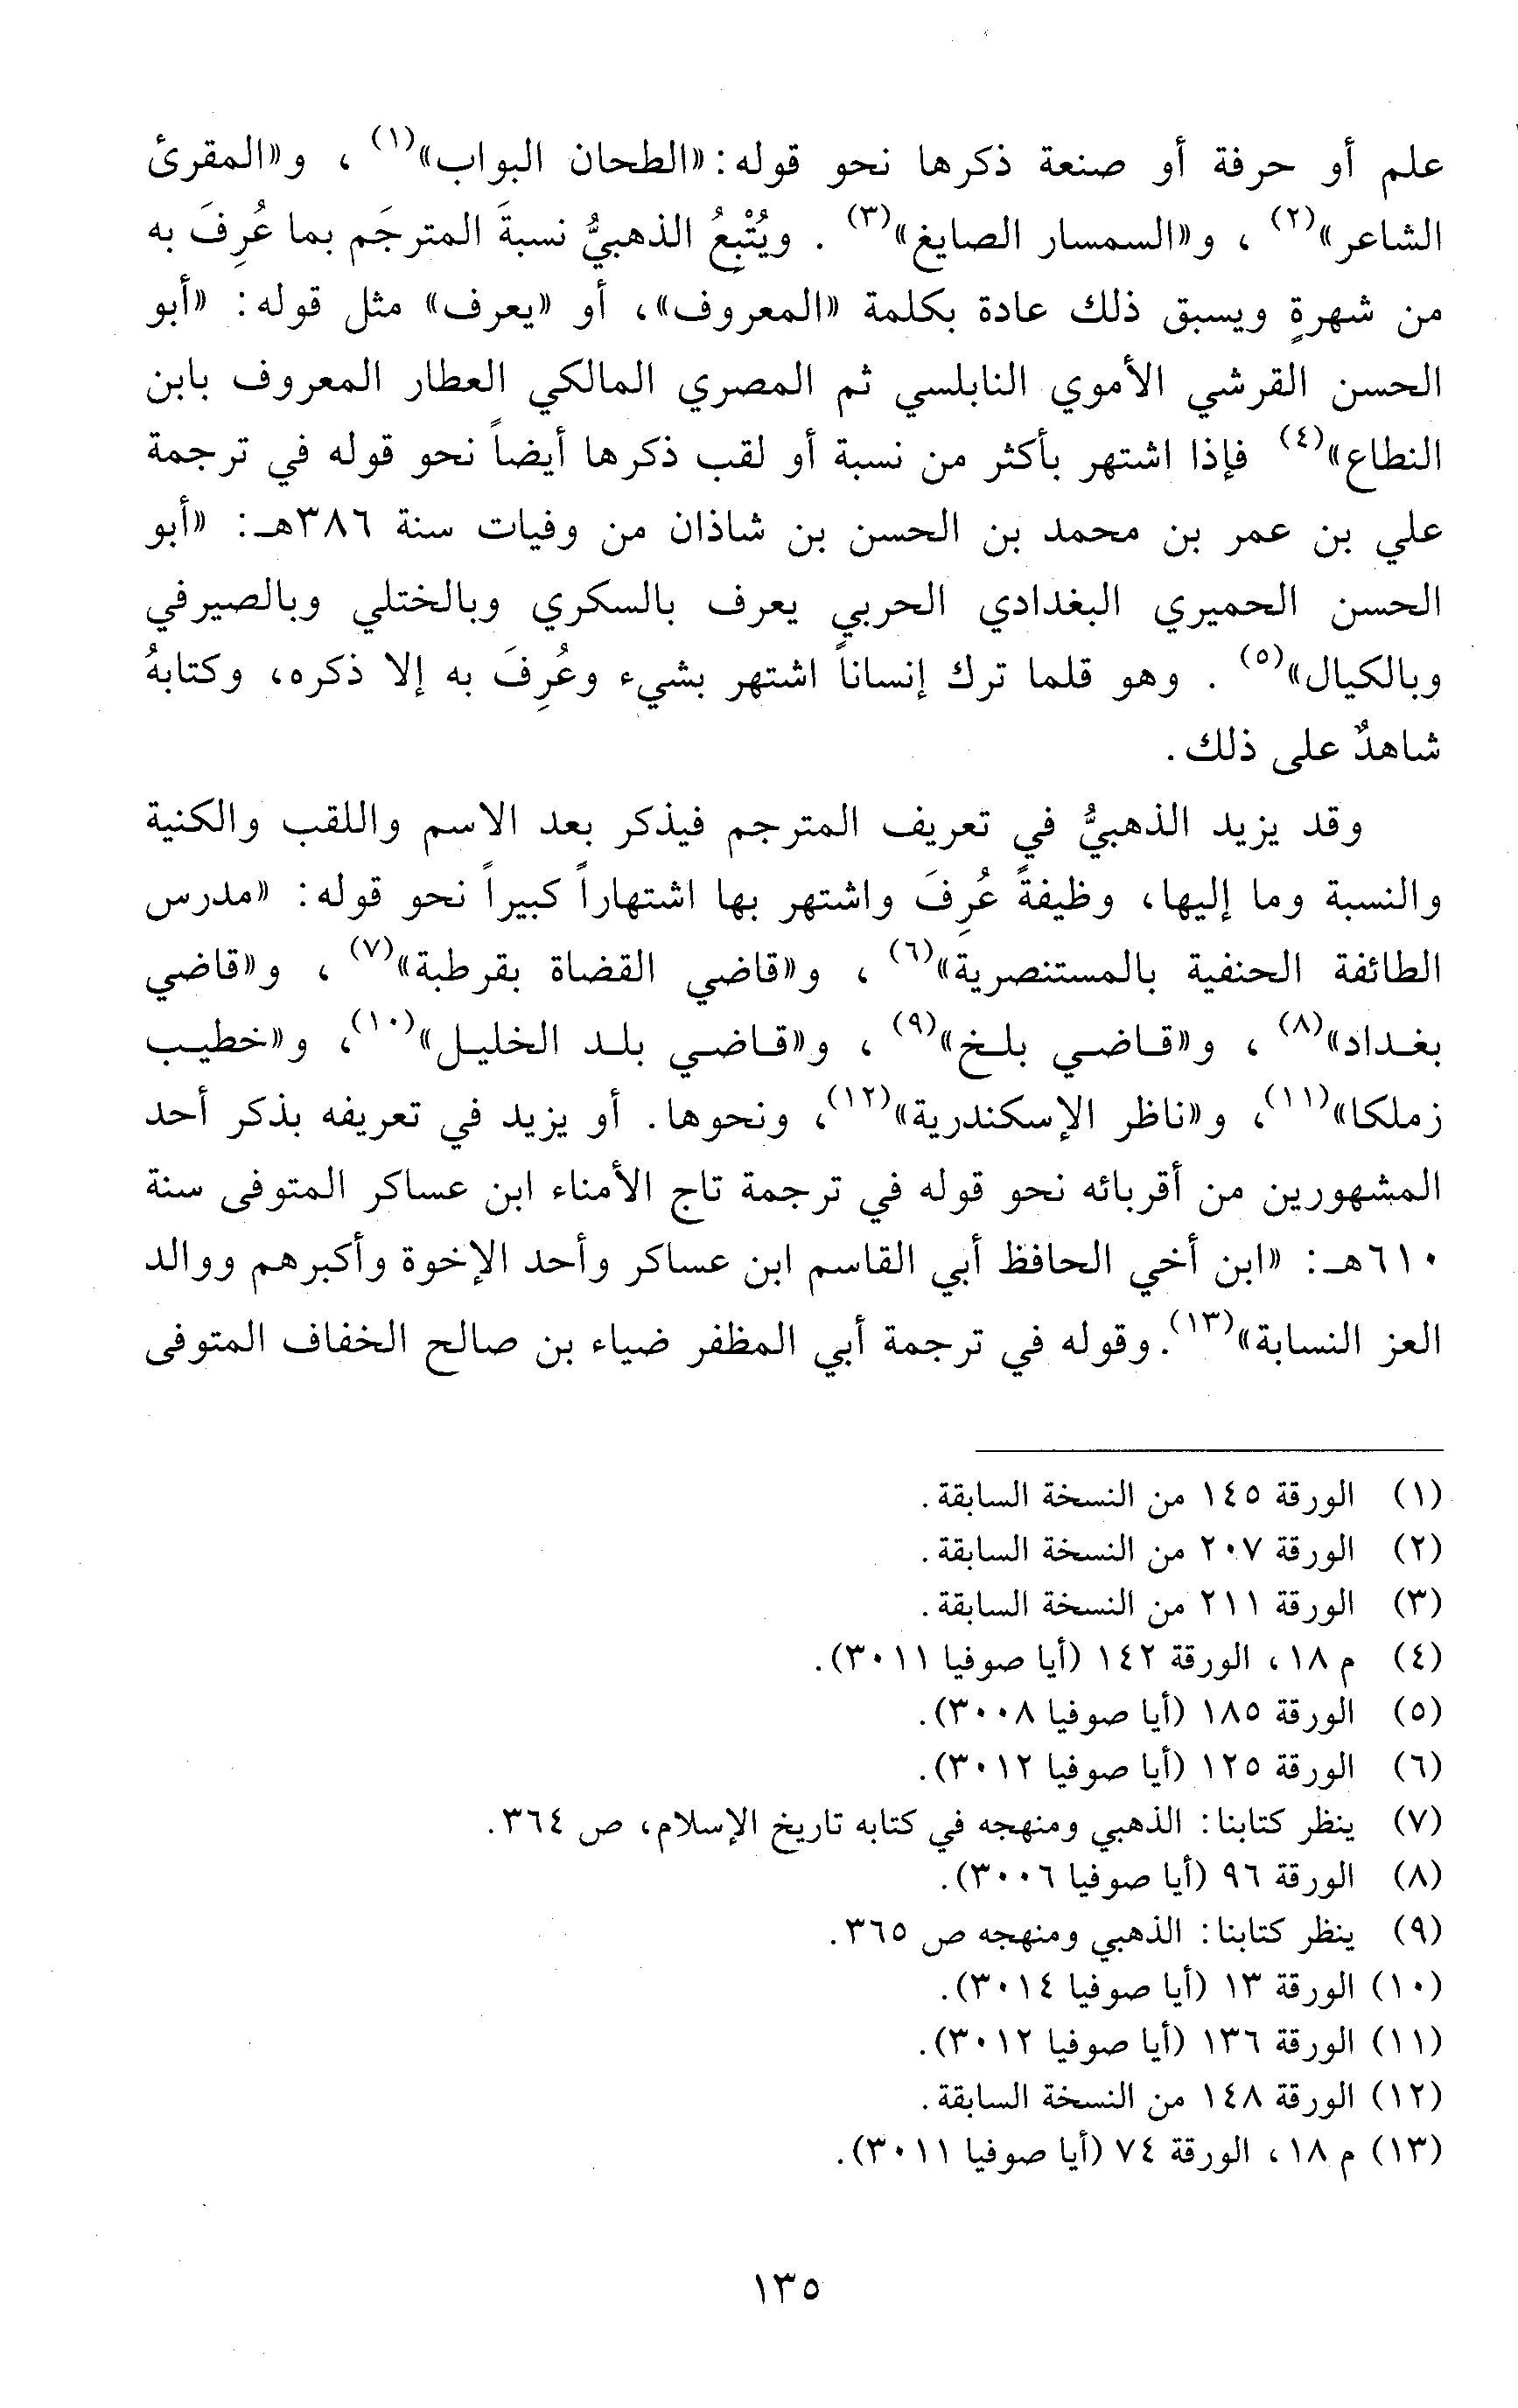 علم أو حرفة أو صنعة ذكرها نحو قوله: «الطحان البواب»(١) ، و«المقرئ
الشاعر»(٢) ، و«السمسار الصايغ»(٣) . ويُتْبِعُ الذهبيُّ نسبةَ المترجَم بما عُرِفَ به
من شهرةٍ ويسبق ذلك عادة بكلمة «المعروف»، أو «يعرف» مثل قوله: «أبو
الحسن القرشي الأموي النابلسي ثم المصري المالكي العطار المعروف بابن
النطاع»(٤) فإذا اشتهر بأكثر من نسبة أو لقب ذكرها أيضاً نحو قوله في ترجمة
علي بن عمر بن محمد بن الحسن بن شاذان من وفيات سنة ٣٨٦هـ: «أبو
الحسن الحميري البغدادي الحربي يعرف بالسكري وبالختلي وبالصيرفي
وبالكيال»(٥) . وهو قلما ترك إنساناً اشتهر بشيء وعُرِفَ به إلا ذكره، وكتابهُ
شاهدٌ على ذلك.
وقد يزيد الذهبيُّ في تعريف المترجم فيذكر بعد الاسم واللقب والكنية
والنسبة وما إليها، وظيفةً عُرِفَ واشتهر بها اشتهاراً كبيراً نحو قوله: «مدرس
الطائفة الحنفية بالمستنصرية»(٦) ، و«قاضي القضاة بقرطبة»(٧) ، و«قاضي
بغداد»(٨) ، و«قاضي بلخ»(٩) ، و«قاضي بلد الخليل»(١٠)، و«خطيب
زملكا»(١١)، و«ناظر الإسكندرية»(١٢)، ونحوها. أو يزيد في تعريفه بذكر أحد
المشهورين من أقربائه نحو قوله في ترجمة تاج الأمناء ابن عساكر المتوفى سنة
٦١٠هـ: «ابن أخي الحافظ أبي القاسم ابن عساكر وأحد الإخوة وأكبرهم ووالد
العز النسابة»(١٣). وقوله في ترجمة أبي المظفر ضياء بن صالح الخفاف المتوفى
(١) الورقة ١٤٥ من النسخة السابقة.
(٢) الورقة ٢٠٧ من النسخة السابقة.
(٣) الورقة ٢١١ من النسخة السابقة.
(٤) م ١٨، الورقة ١٤٢ (أيا صوفيا ٣٠١١).
(٥) الورقة ١٨٥ (أيا صوفيا ٣٠٠٨).
(٦) الورقة ١٢٥ (أيا صوفيا ٣٠١٢).
(٧) ينظر كتابنا: الذهبي ومنهجه في كتابه تاريخ الإسلام، ص ٣٦٤.
(٨) الورقة ٩٦ (أيا صوفيا ٣٠٠٦).
(٩) ينظر كتابنا: الذهبي ومنهجه ص ٣٦٥.
(١٠) الورقة ١٣ (أيا صوفيا ٣٠١٤).
(١١) الورقة ١٣٦ (أيا صوفيا ٣٠١٢).
(١٢) الورقة ١٤٨ من النسخة السابقة.
(١٣) م ١٨، الورقة ٧٤ (أيا صوفيا ٣٠١١).
١٣٥